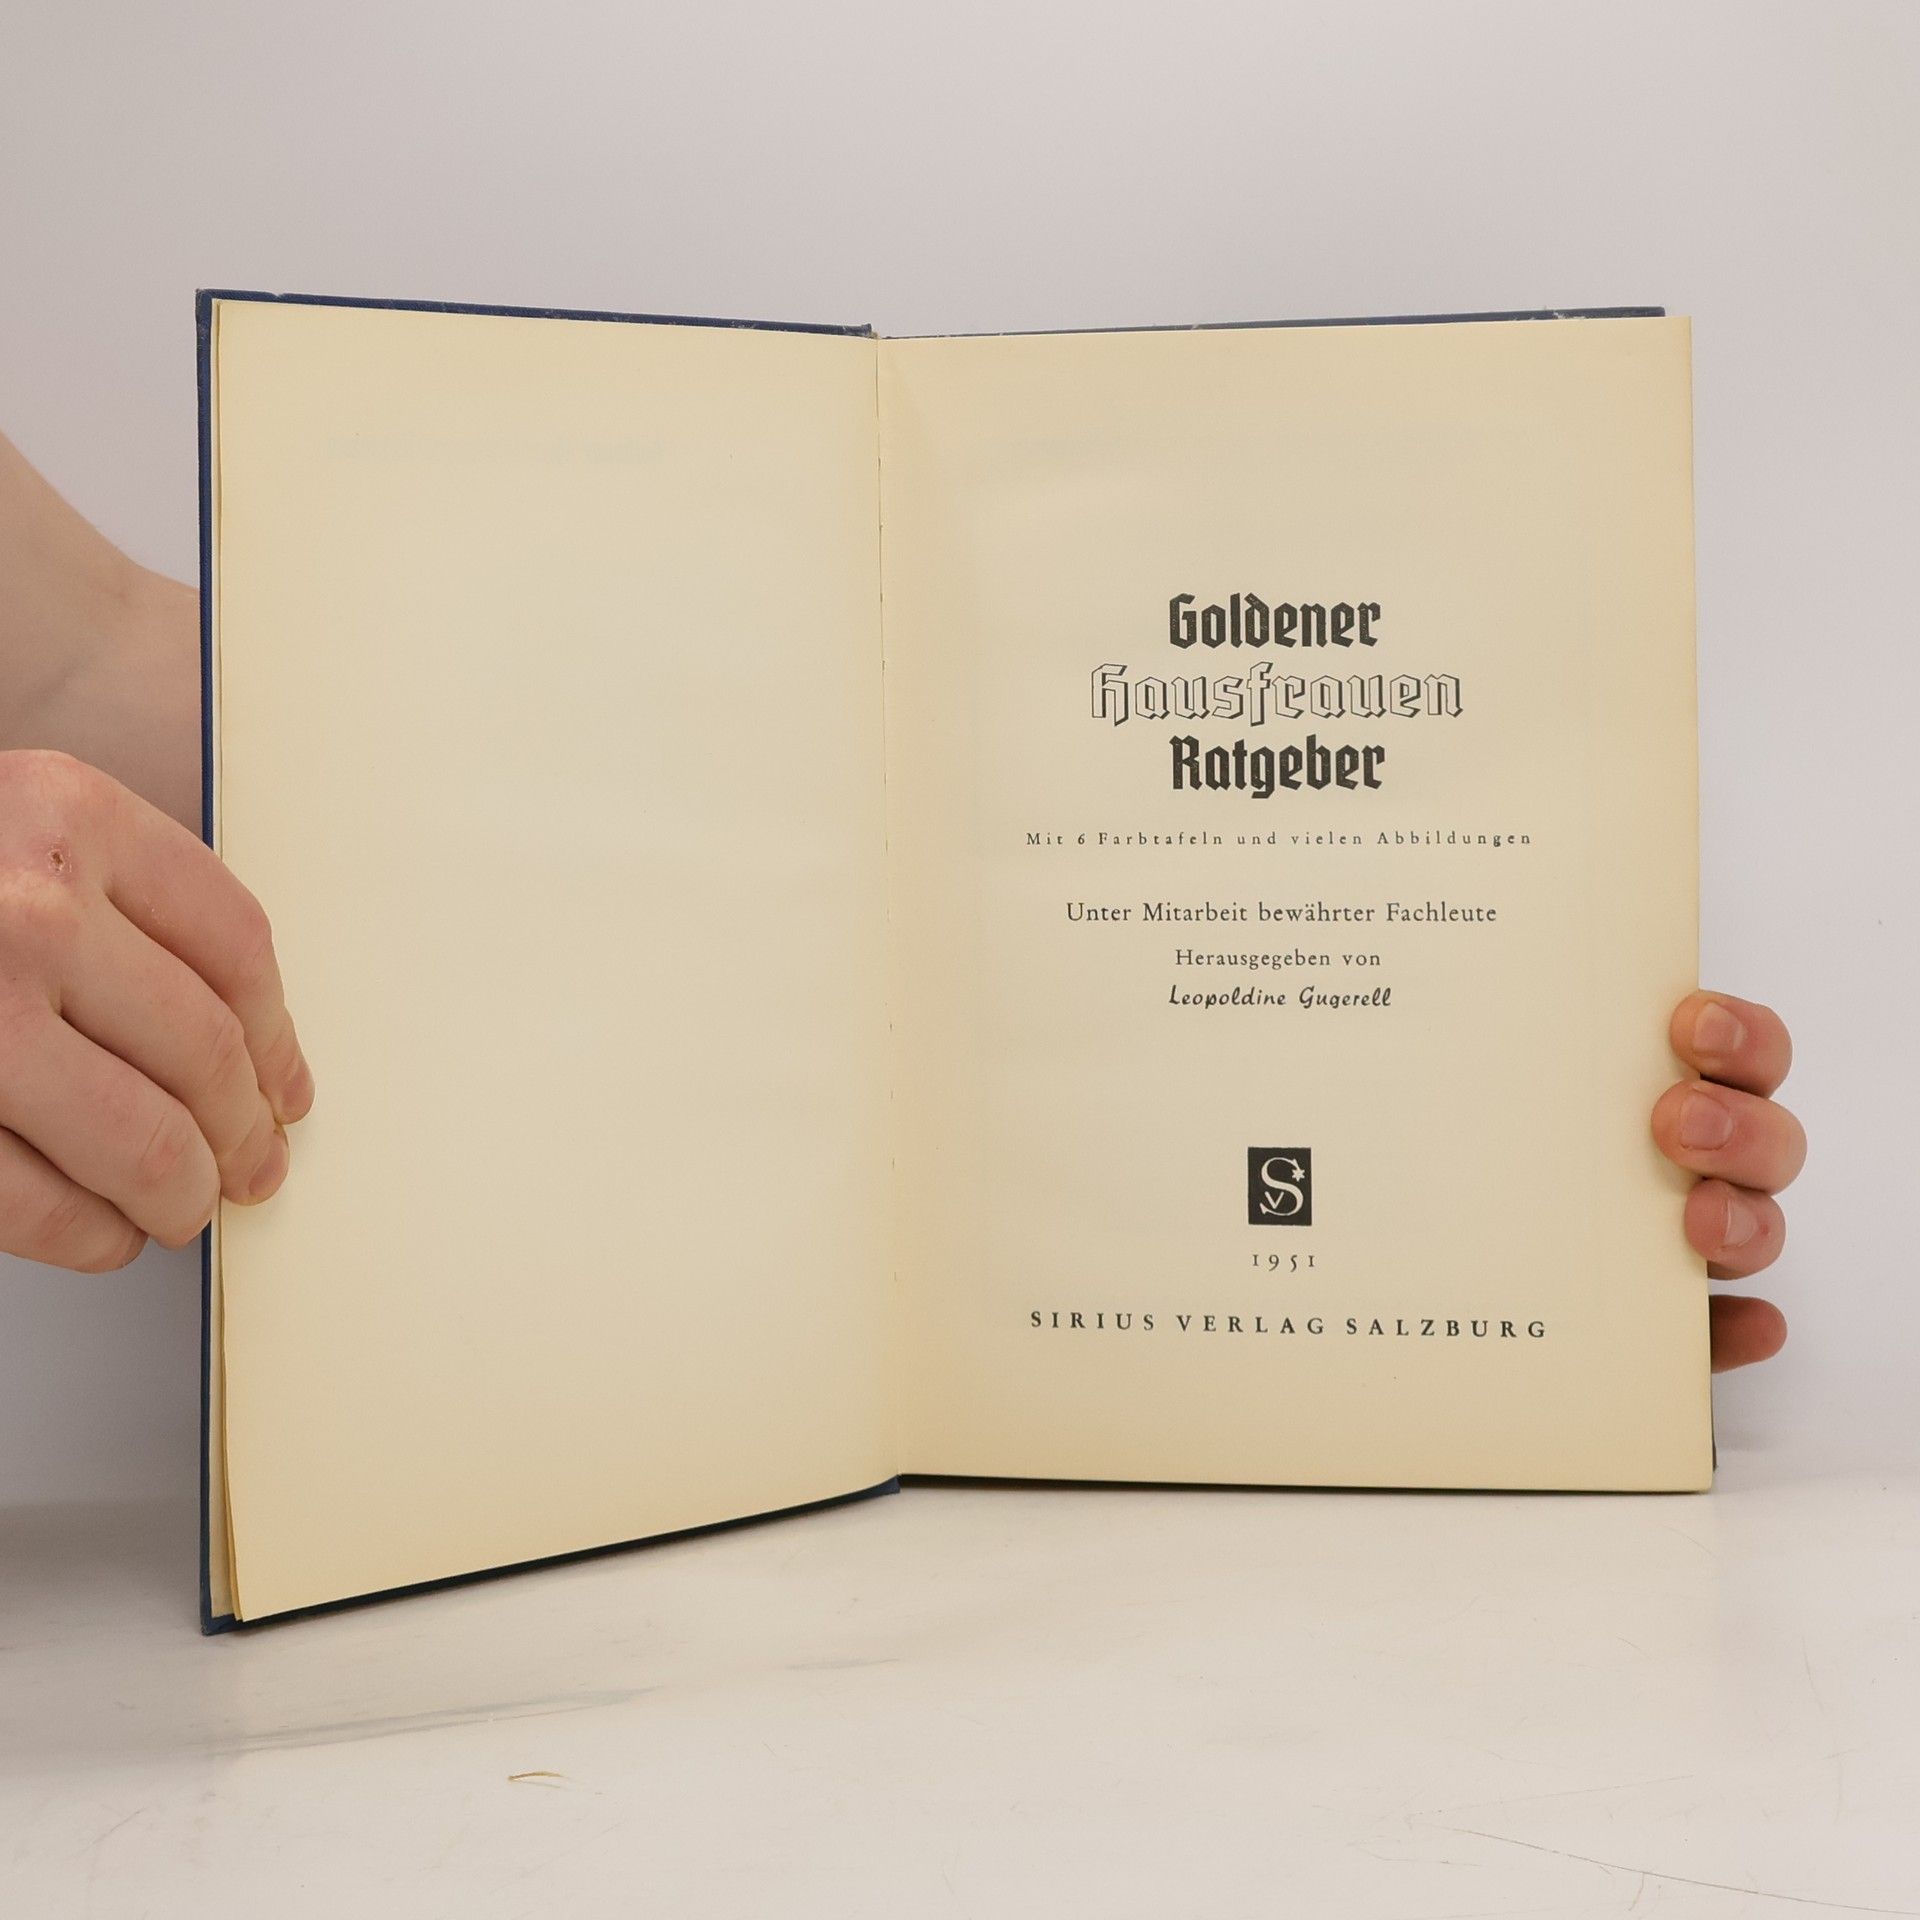 Goldener
Hausfrauen
Ratgeber
Mit 6 Farbtafeln und vielen Abbildungen
Unter Mitarbeit bewährter Fachleute
Herausgegeben von
Leopoldine Gugerell
SV
1951
SIRIUS VERLAG SALZBURG